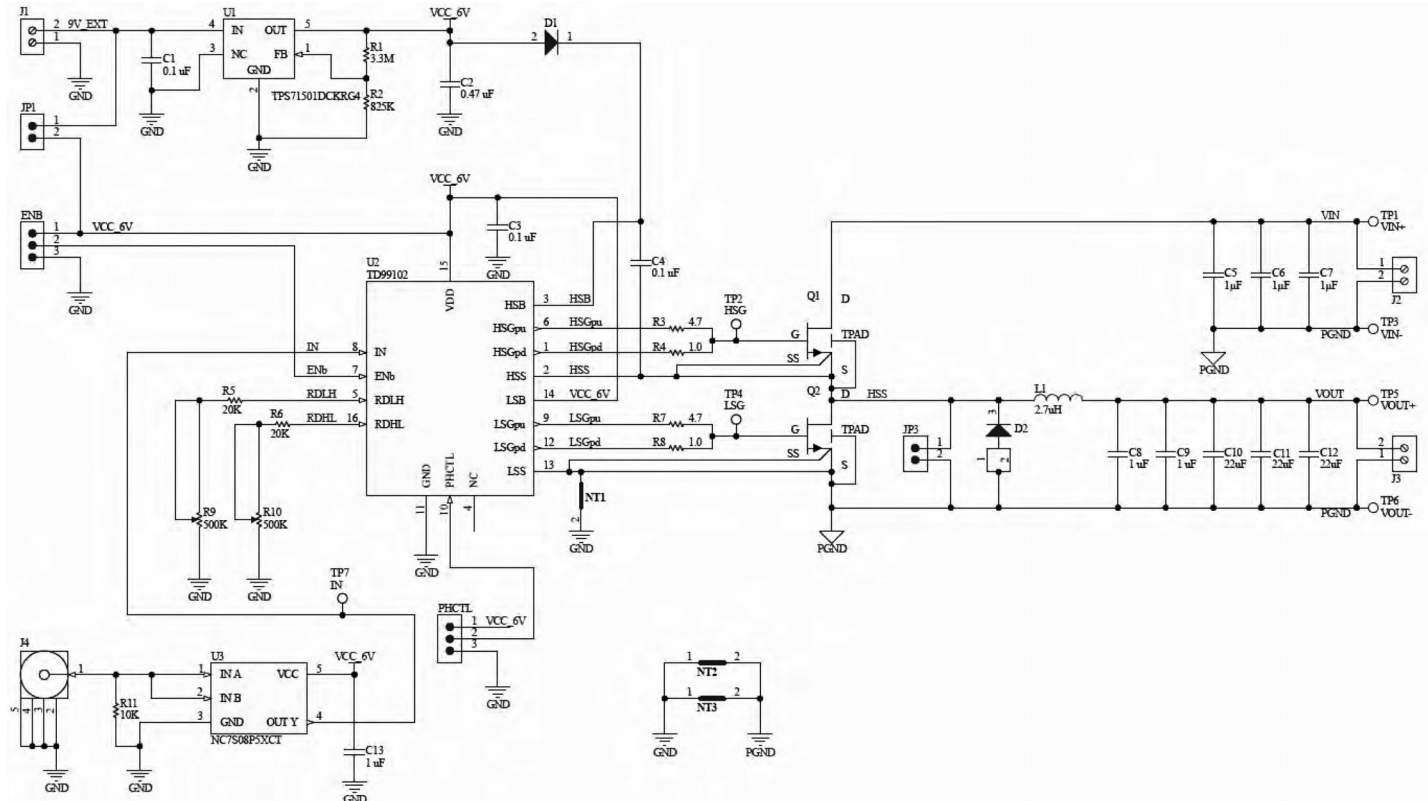 J1
2 9V_EXT
1
GND
C1
0.1 uF
GND
U1
4 IN OUT 5
3 NC FB 1
GND
2
TPS71501DCKRG4
GND
R1
3.3M
R2
825K
VCC_6V
C2
0.47 uF
GND
2 D1 1
JP1
1
2
ENB
1 VCC_6V
2
3
GND
VCC_6V
C3
0.1 uF
GND
C4
0.1 uF
U2
TD99102
15
VDD
HSB 3 HSB
HSGpu 6 HSGpu R3 4.7
HSGpd 1 HSGpd R4 1.0
HSS 2 HSS
LSB 14 VCC_6V
LSGpu 9 LSGpu R7 4.7
LSGpd 12 LSGpd R8 1.0
LSS 13
IN 8 IN
ENb 7 ENb
RDLH 5 RDLH
RDHL 16 RDHL
GND PHCTL NC
11 10 4
R5
20K
R6
20K
R9
500K
GND
R10
500K
GND
GND
TP2
HSG
TP4
LSG
Q1 D
G TPAD
SS
S
Q2 D HSS
G TPAD
SS
S
1
NT1
2
GND
PGND
VIN TP1
VIN+
C5
1µF
C6
1µF
C7
1µF
1
2
J2
PGND TP3
VIN-
PGND
JP3 1
2
3
D2
1 2
L1
2.7uH
VOUT TP5
VOUT+
C8
1 uF
C9
1 uF
C10
22uF
C11
22uF
C12
22uF
2
1
J3
PGND TP6
VOUT-
TP7
IN
PHCTL
1 VCC_6V
2
3
GND
J4
1
5 4 3 2
GND
R11
10K
GND
U3
1 IN A VCC 5
2 IN B
3 GND OUT Y 4
NC7S08P5XCT
VCC_6V
C13
1 uF
GND
1 2
NT2
1 2
NT3
GND PGND